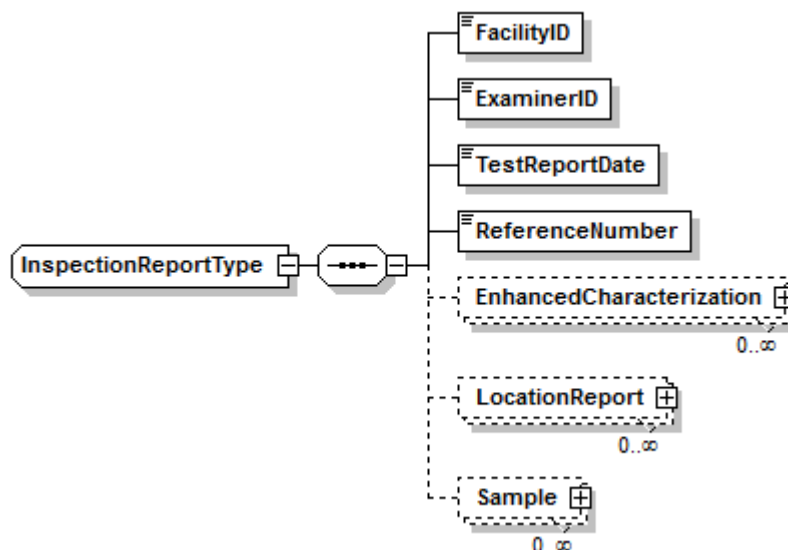 FacilityID
ExaminerID
TestReportDate
ReferenceNumber
InspectionReportType
EnhancedCharacterization
0..∞
LocationReport
0..∞
Sample
0..∞